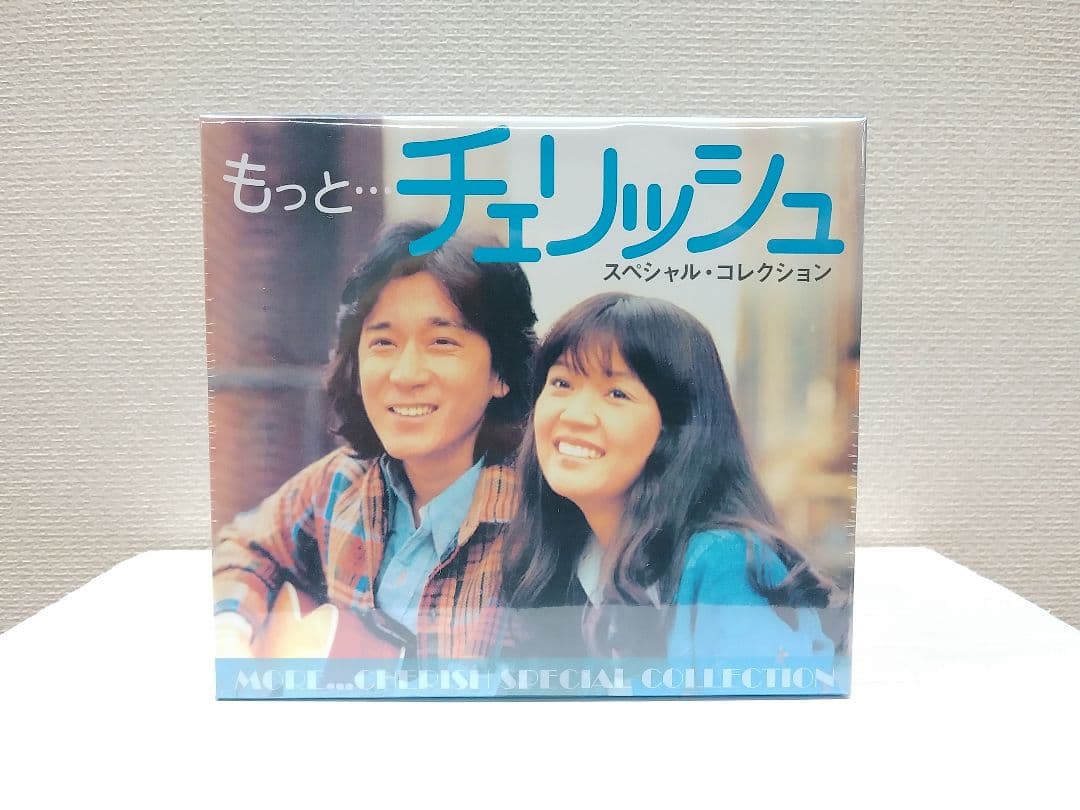 もっと…チェリッシュ
スペシャル・コレクション
MORE...CHERISH SPECIAL COLLECTION